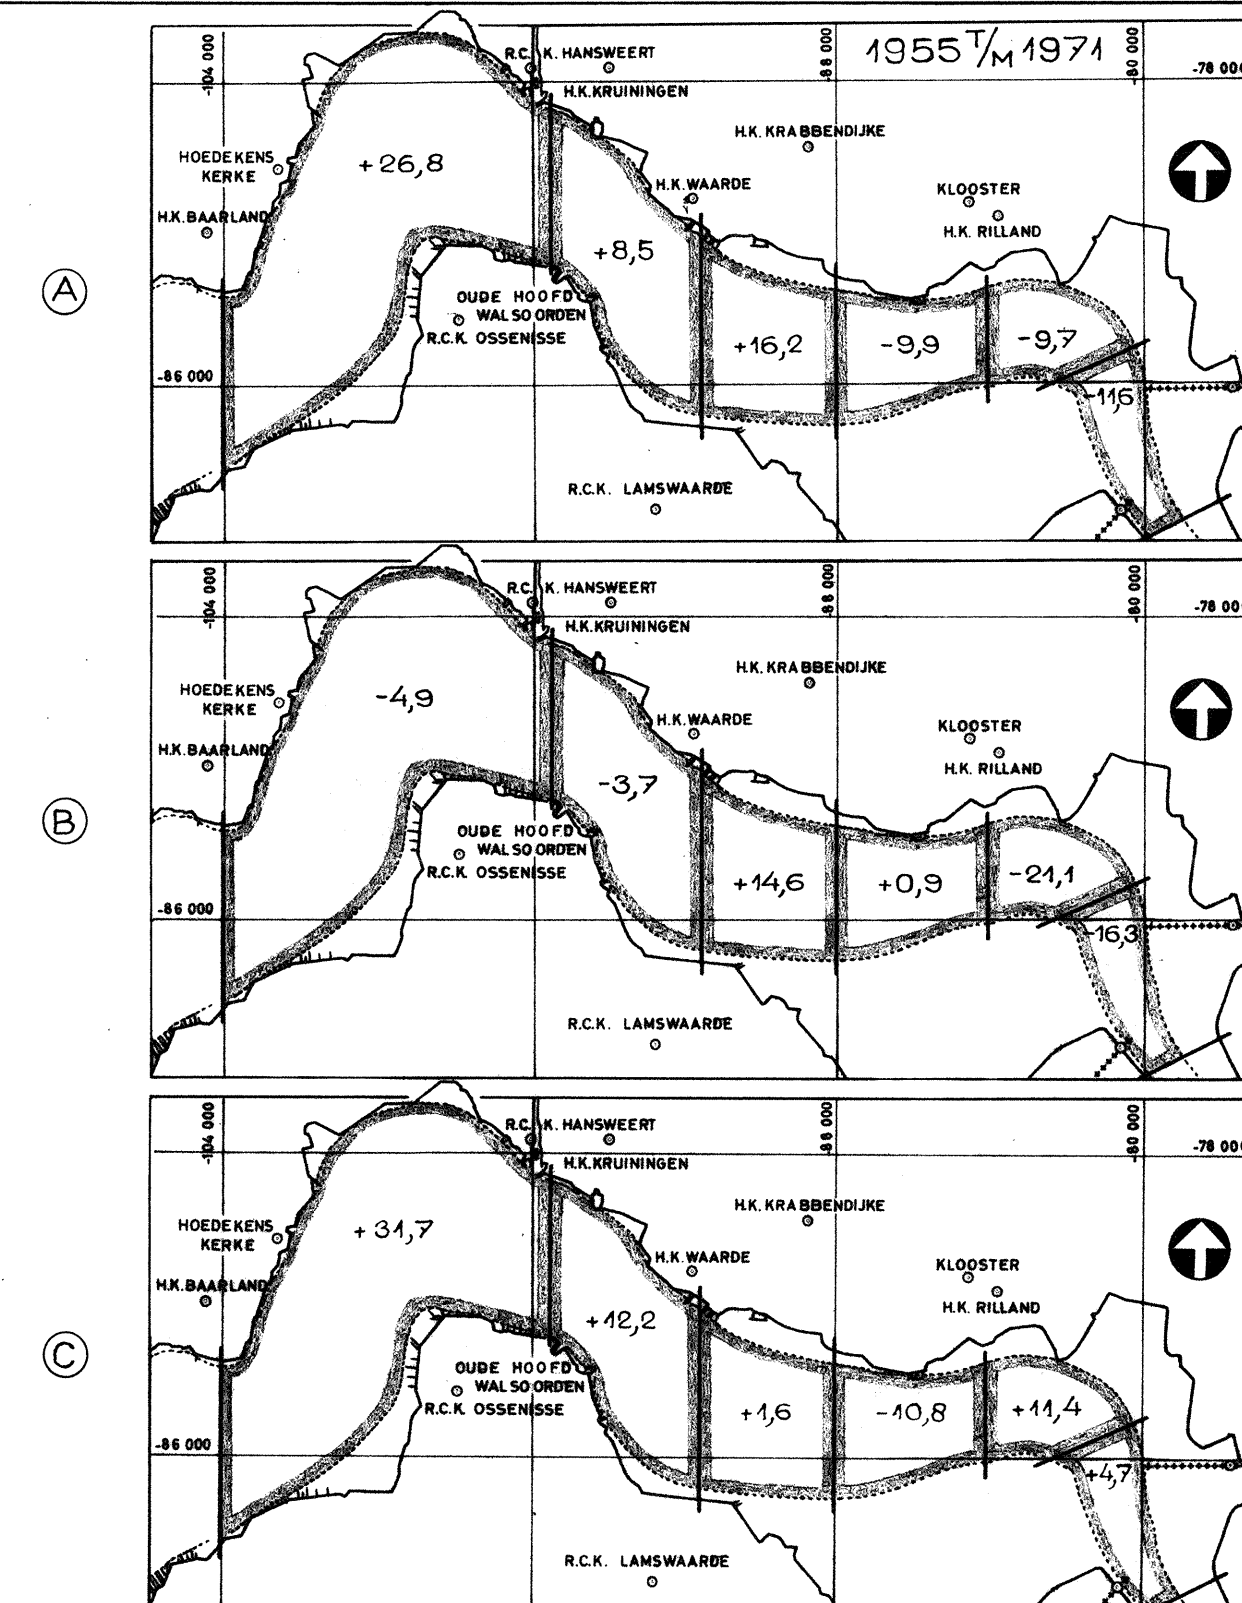 1955 T/M 1971
-104 000
-88 000
-80 000
-78 000
R.C.K. HANSWEERT
H.K.KRUININGEN
H.K. KRABBENDIJKE
HOEDEKENS
KERKE
+26,8
H.K.WAARDE
KLOOSTER
H.K. BAARLAND
H.K. RILLAND
+8,5
A
OUDE HOOFD
WALSOORDEN
R.C.K. OSSENISSE
+16,2
-9,9
-9,7
-86 000
-11,6
R.C.K. LAMSWAARDE
-104 000
-88 000
-80 000
-78 00
R.C.K. HANSWEERT
H.K.KRUININGEN
H.K. KRABBENDIJKE
HOEDEKENS
KERKE
-4,9
H.K.WAARDE
KLOOSTER
H.K. BAARLAND
H.K. RILLAND
-3,7
B
OUDE HOOFD
WALSOORDEN
R.C.K. OSSENISSE
+14,6
+0,9
-21,1
-86 000
-16,3
R.C.K. LAMSWAARDE
-104 000
-88 000
-80 000
-78 00
R.C.K. HANSWEERT
H.K.KRUININGEN
H.K. KRABBENDIJKE
HOEDEKENS
KERKE
+31,7
H.K.WAARDE
KLOOSTER
H.K. BAARLAND
H.K. RILLAND
+12,2
C
OUDE HOOFD
WALSOORDEN
R.C.K. OSSENISSE
+1,6
-10,8
+11,4
-86 000
+4,7
R.C.K. LAMSWAARDE